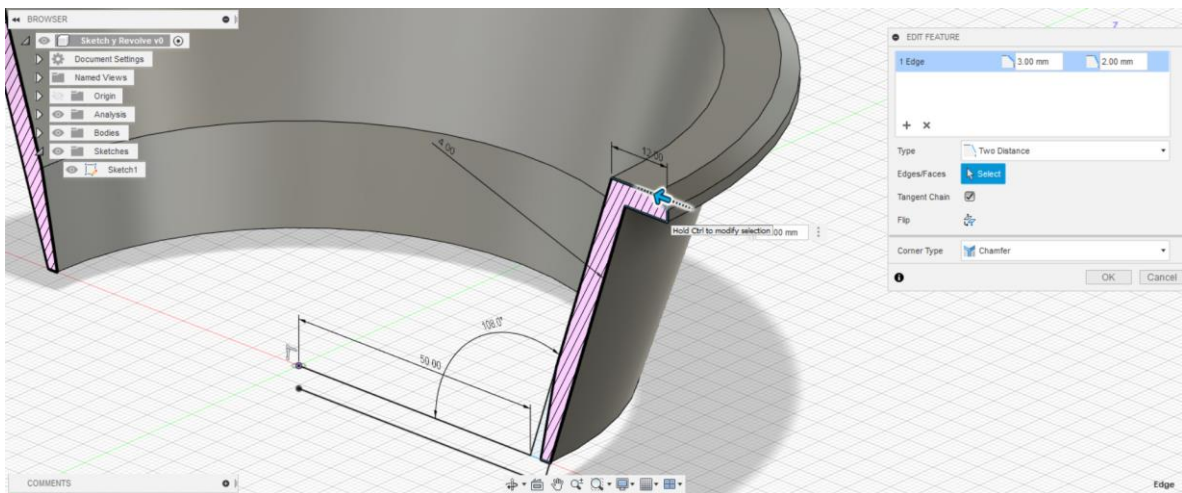 BROWSER
Sketch y Revolve v0
Document Settings
Named Views
Origin
Analysis
Bodies
Sketches
Sketch1
4.00
12.00
Hold Ctrl to modify selection
.00 mm
108.0°
50.00
Z
EDIT FEATURE
1 Edge 3.00 mm 2.00 mm
Type Two Distance
Edges/Faces Select
Tangent Chain
Flip
Corner Type Chamfer
OK Cancel
COMMENTS
Edge